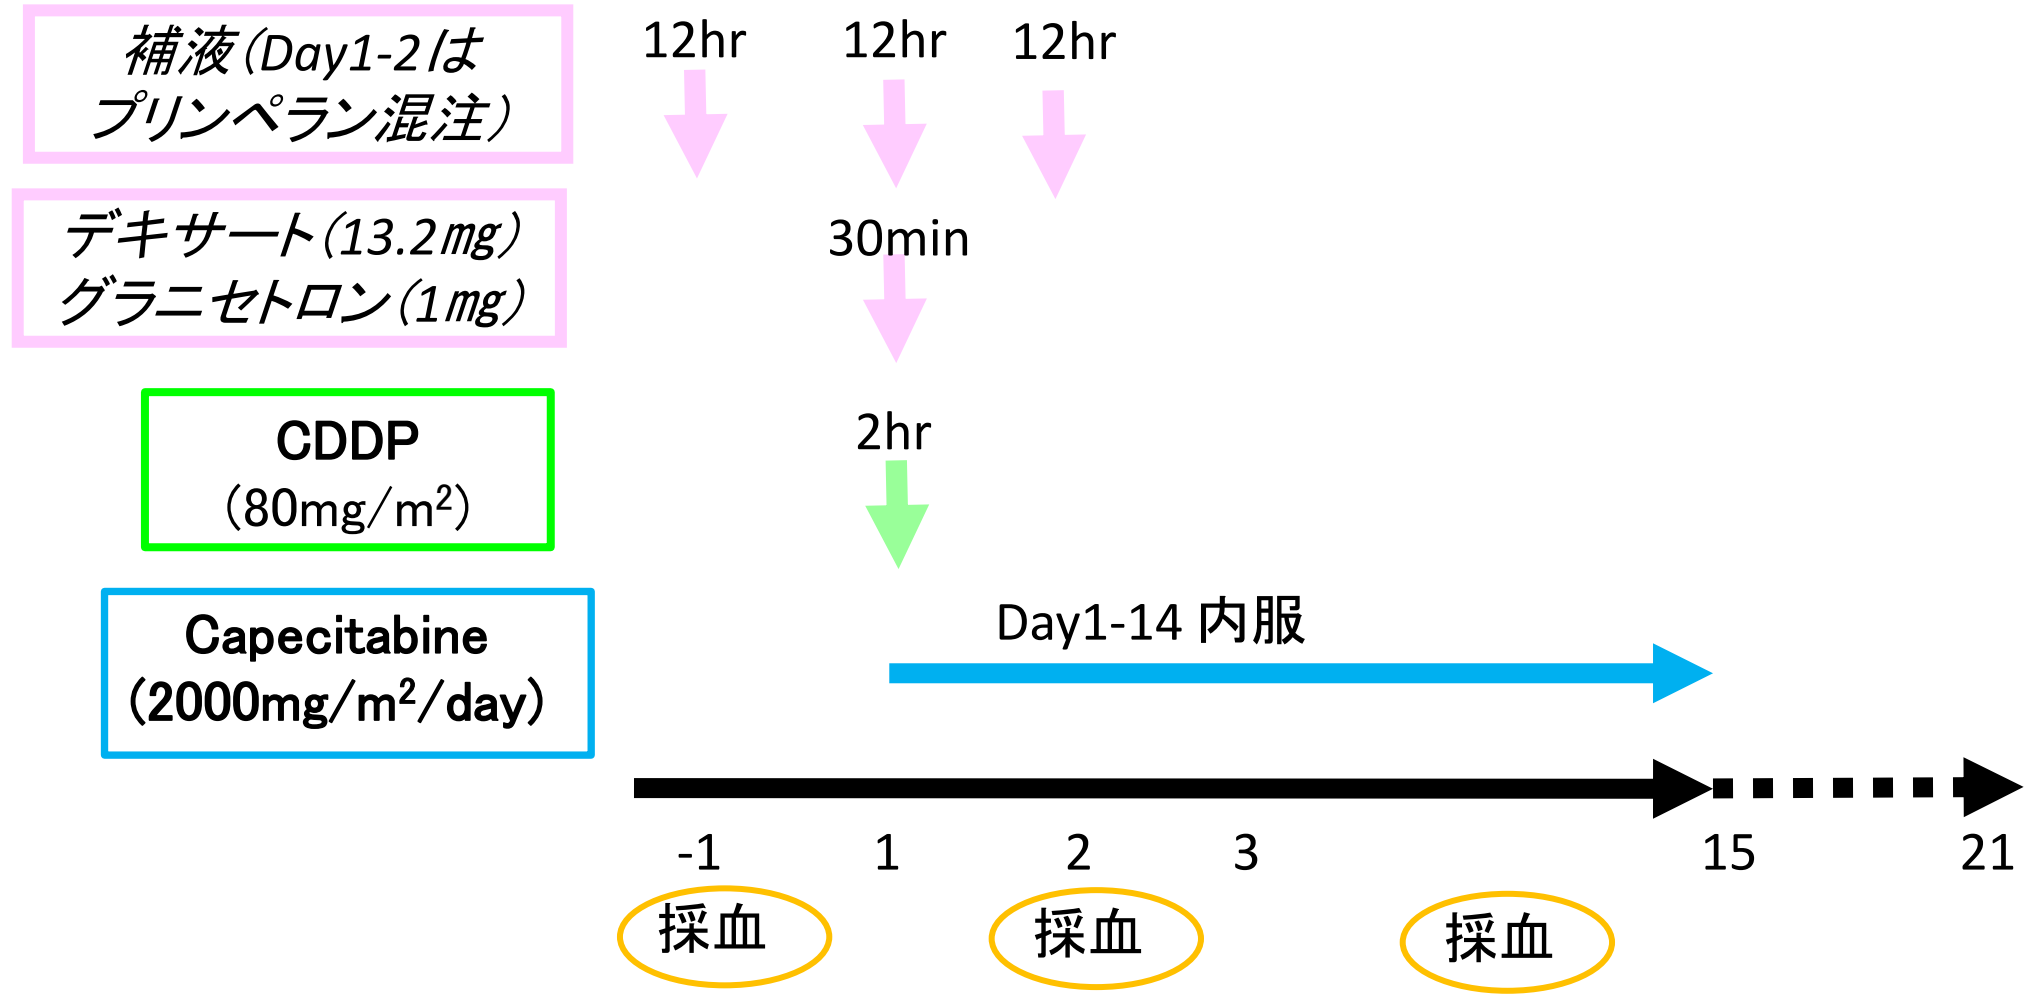 補液（Day1-2は
プリンペラン混注）
12hr
12hr
12hr
デキサート（13.2㎎）
グラニセトロン（1㎎）
30min
CDDP
（80mg/m²）
2hr
Capecitabine
（2000mg/m²/day）
Day1-14 内服
-1 1 2 3 15 21
採血 採血 採血